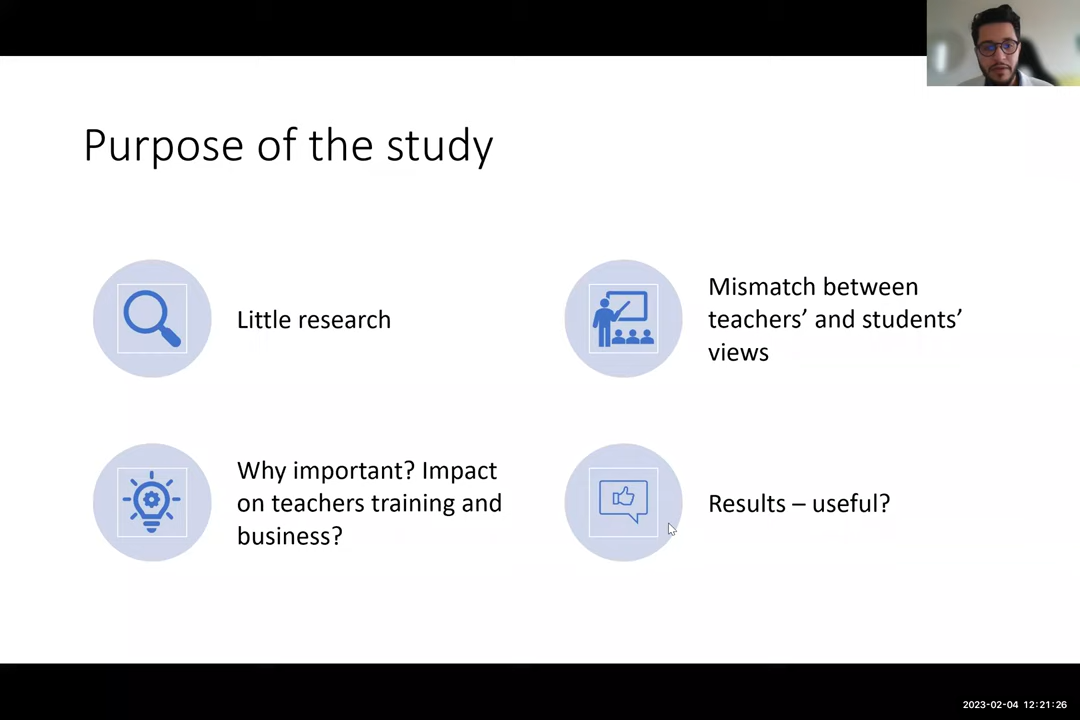 Purpose of the study
Little research
Mismatch between
teachers’ and students’
views
Why important? Impact
on teachers training and
business?
Results – useful?
2023-02-04 12:21:26